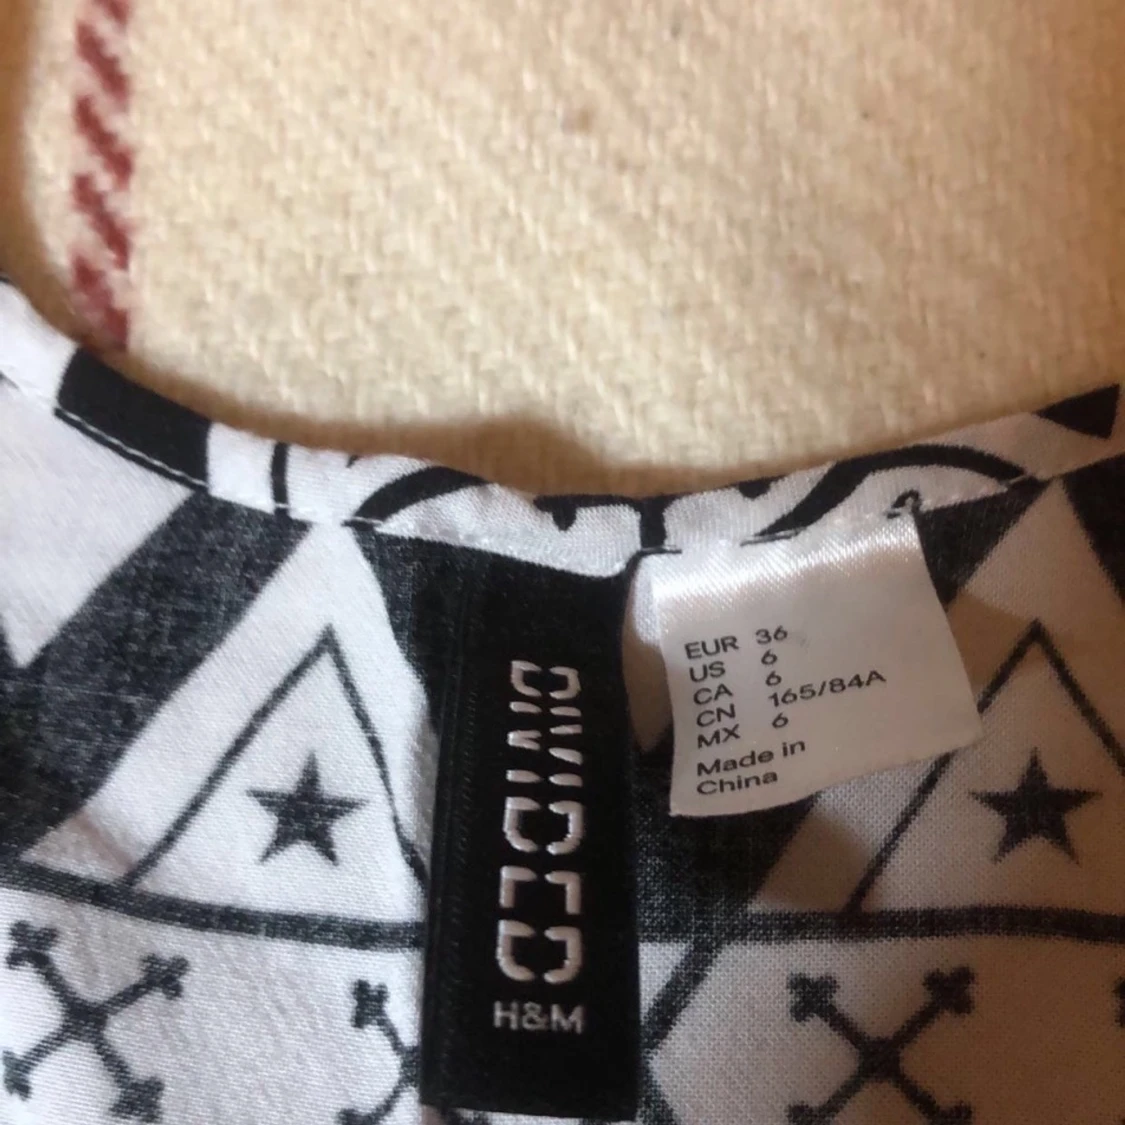 DIVIDED
H&M
EUR 36
US 6
CA 6
CN 165/84A
MX 6
Made in
China